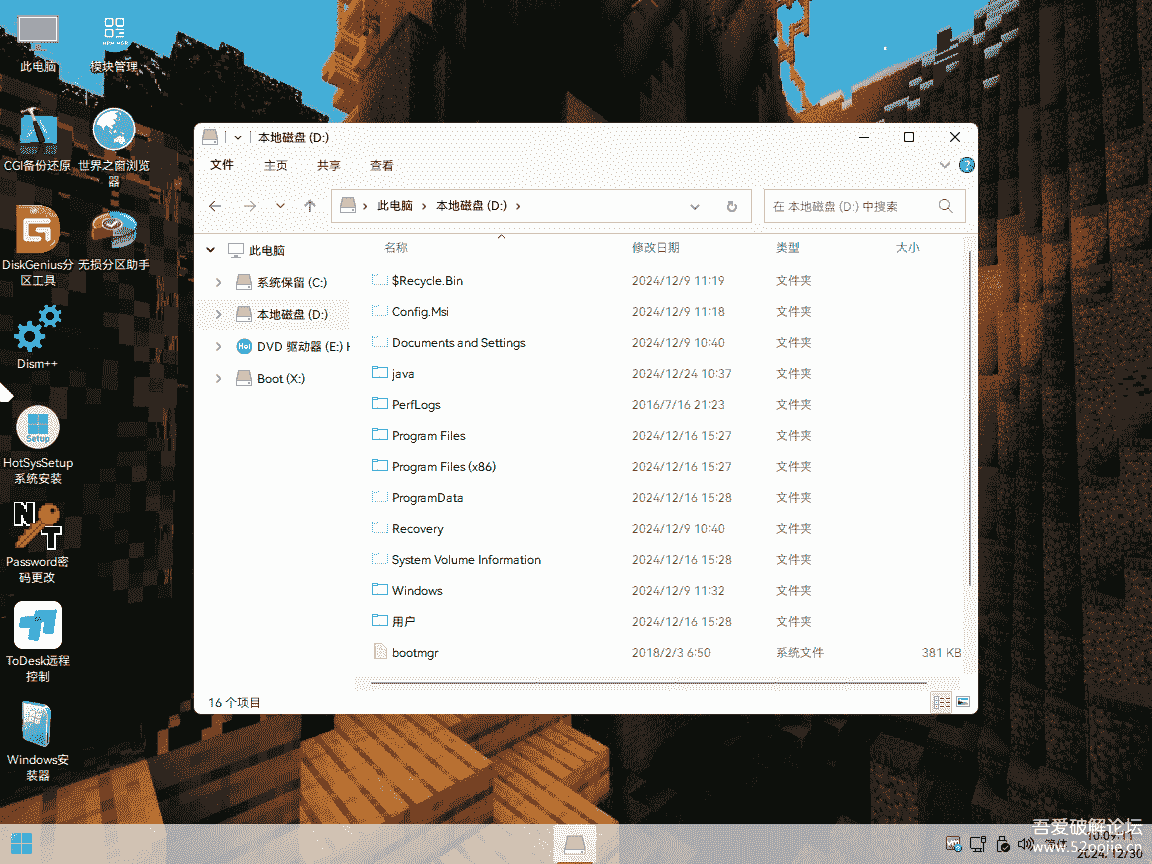 此电脑
模块管理
CGI备份还原
世界之窗浏览
器
DiskGenius分
区工具
无损分区助手
Dism++
Setup
HotSysSetup
系统安装
NT
Password密
码更改
ToDesk远程
控制
Windows安
装器
本地磁盘 (D:)
文件 主页 共享 查看
此电脑 › 本地磁盘 (D:) ›
在 本地磁盘 (D:) 中搜索
此电脑
系统保留 (C:)
本地磁盘 (D:)
DVD 驱动器 (E:) H
Boot (X:)
名称 修改日期 类型 大小
$Recycle.Bin 2024/12/9 11:19 文件夹
Config.Msi 2024/12/9 11:18 文件夹
Documents and Settings 2024/12/9 10:40 文件夹
java 2024/12/24 10:37 文件夹
PerfLogs 2016/7/16 21:23 文件夹
Program Files 2024/12/16 15:27 文件夹
Program Files (x86) 2024/12/16 15:27 文件夹
ProgramData 2024/12/16 15:28 文件夹
Recovery 2024/12/9 10:40 文件夹
System Volume Information 2024/12/16 15:28 文件夹
Windows 2024/12/9 11:32 文件夹
用户 2024/12/16 15:28 文件夹
bootmgr 2018/2/3 6:50 系统文件 381 KB
16 个项目
吾爱破解论坛
10:09:11
www.52pojie.cn
2024/12/30